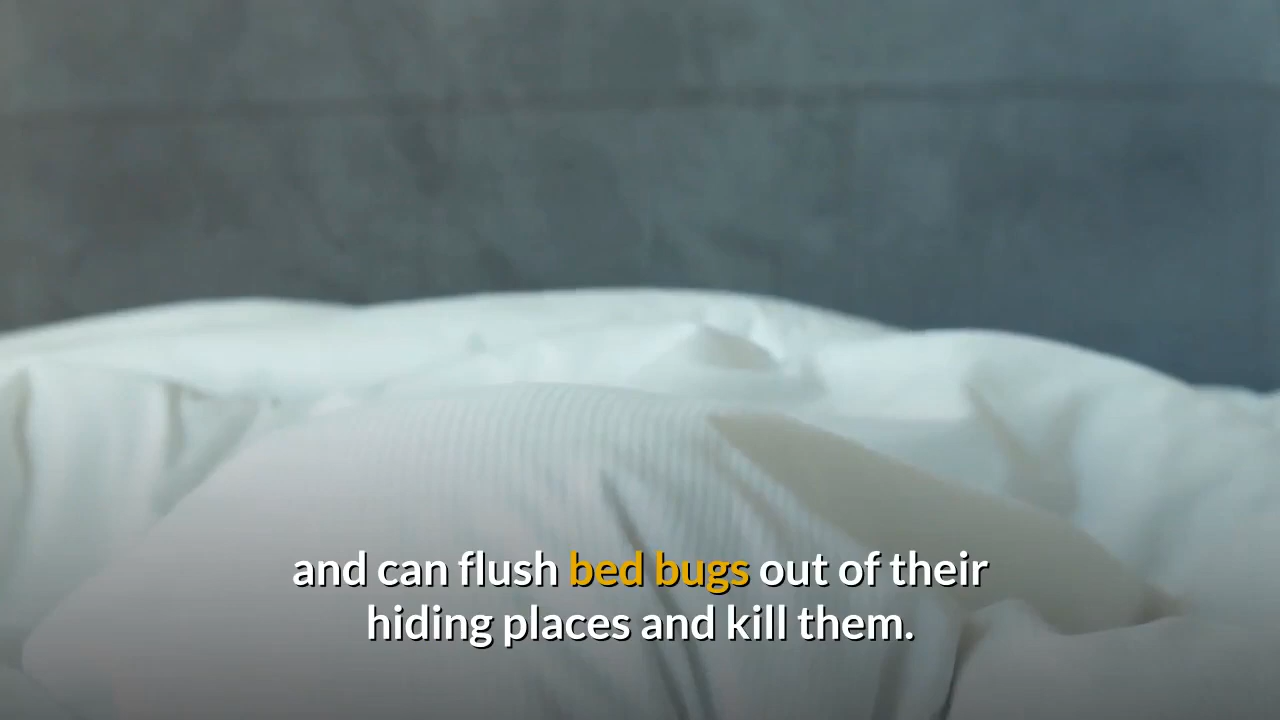 and can flush bed bugs out of their
hiding places and kill them.